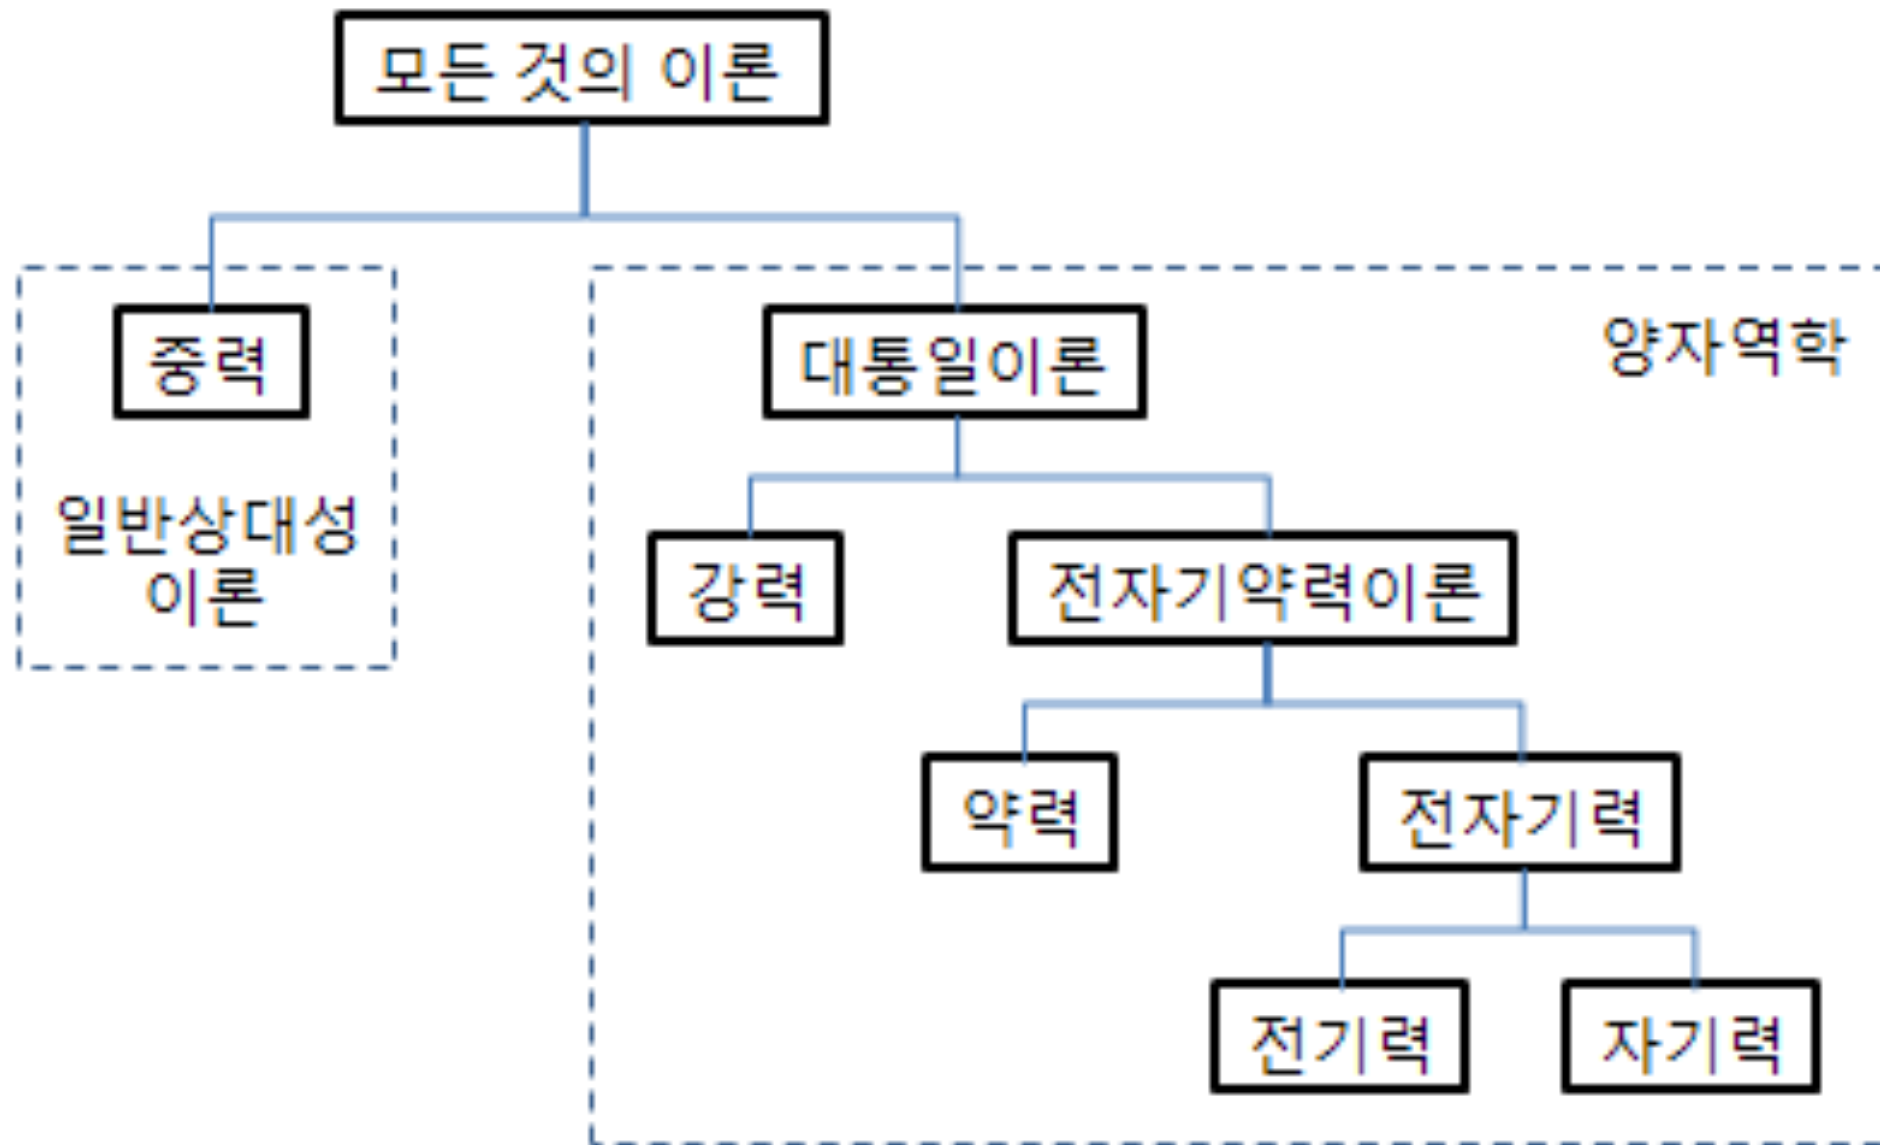 모든 것의 이론
중력
대통일이론
양자역학
일반상대성
이론
강력
전자기약력이론
약력
전자기력
전기력
자기력